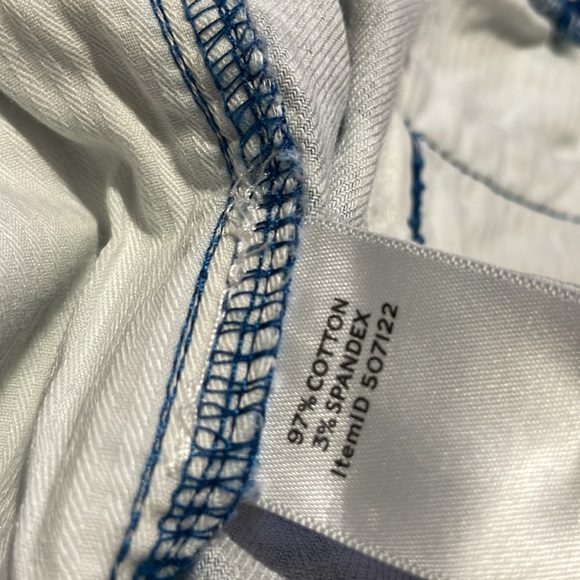 97% COTTON
3% SPANDEX
ItemID 507122